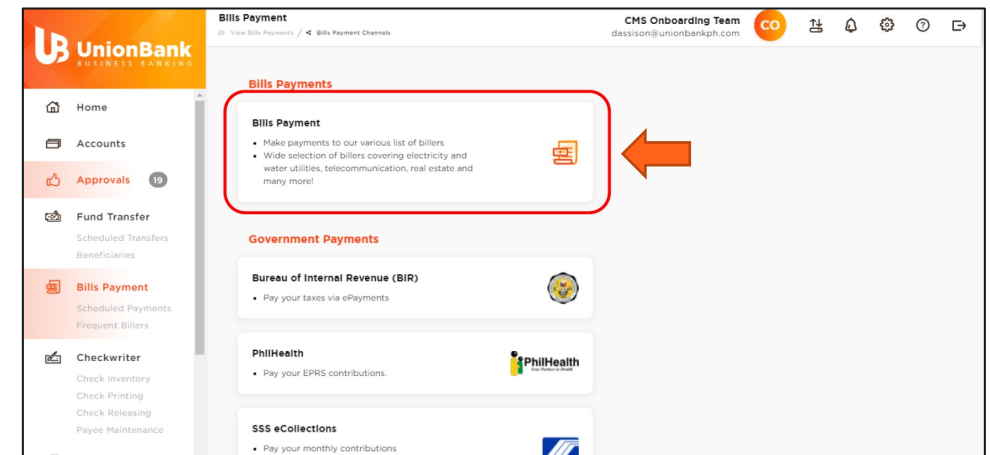 UnionBank
BUSINESS BANKING
Home
Accounts
Approvals 19
Fund Transfer
Scheduled Transfers
Beneficiaries
Bills Payment
Scheduled Payments
Frequent Billers
Checkwriter
Check Inventory
Check Printing
Check Releasing
Payee Maintenance
Bills Payment
View Bills Payments / Bills Payment Channels
CMS Onboarding Team
dassison@unionbankph.com
CO
Bills Payments
Bills Payment
• Make payments to our various list of billers
• Wide selection of billers covering electricity and
water utilities, telecommunication, real estate and
many more!
Government Payments
Bureau of Internal Revenue (BIR)
• Pay your taxes via ePayments
PhilHealth
• Pay your EPRS contributions.
PhilHealth
Your Partner in Health
SSS eCollections
• Pay your monthly contributions